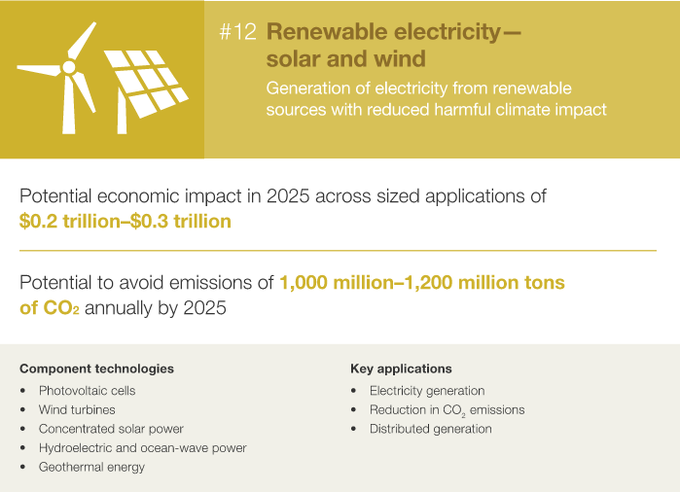 #12 Renewable electricity—
solar and wind
Generation of electricity from renewable
sources with reduced harmful climate impact
Potential economic impact in 2025 across sized applications of
$0.2 trillion–$0.3 trillion
Potential to avoid emissions of 1,000 million–1,200 million tons
of CO₂ annually by 2025
Component technologies
• Photovoltaic cells
• Wind turbines
• Concentrated solar power
• Hydroelectric and ocean-wave power
• Geothermal energy
Key applications
• Electricity generation
• Reduction in CO₂ emissions
• Distributed generation